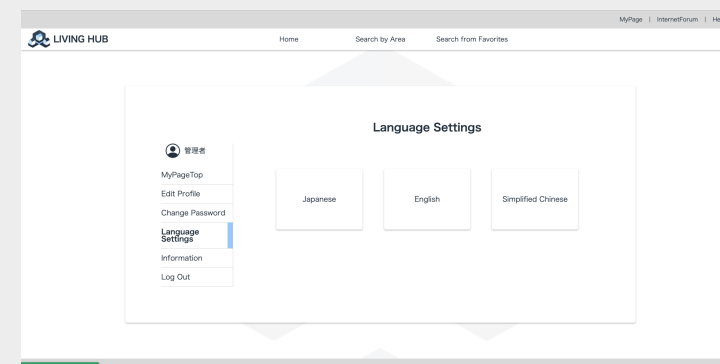 MyPage | InternetForum | He
LIVING HUB
Home Search by Area Search from Favorites
Language Settings
管理者
MyPageTop
Edit Profile
Change Password
Language
Settings
Information
Log Out
Japanese English Simplified Chinese